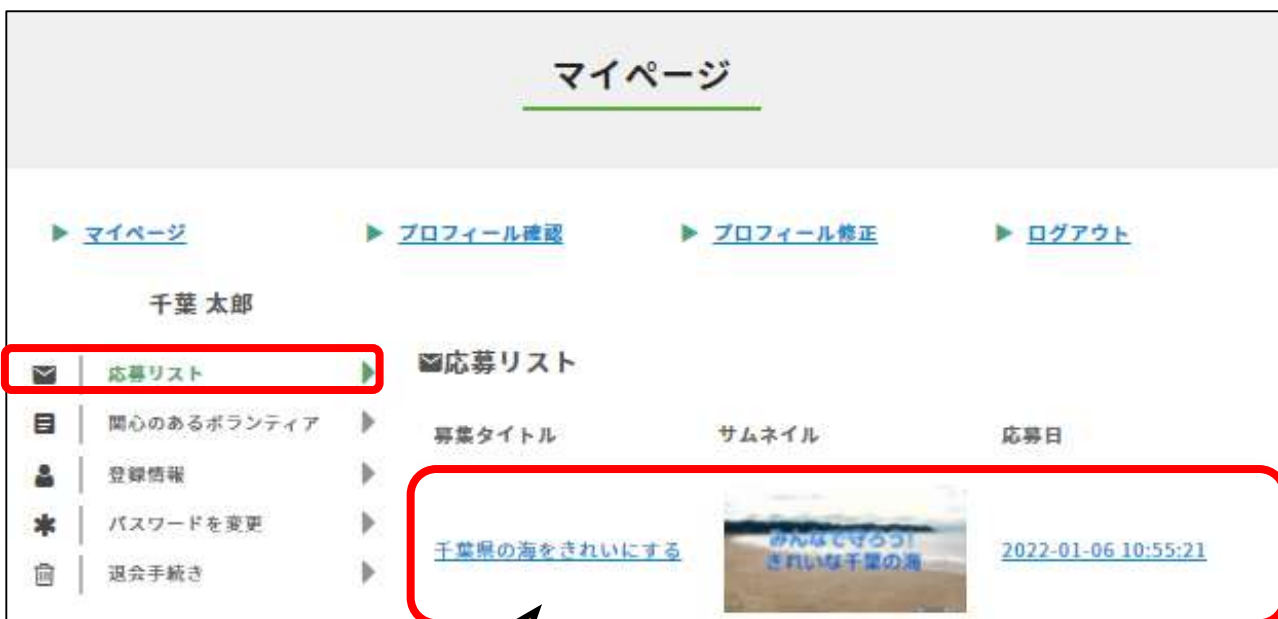 マイページ
マイページ
プロフィール確認
プロフィール修正
ログアウト
千葉 太郎
応募リスト
関心のあるボランティア
登録情報
パスワードを変更
退会手続き
応募リスト
募集タイトル サムネイル 応募日
千葉県の海をきれいにする
みんなで守ろう!
きれいな千葉の海
2022-01-06 10:55:21